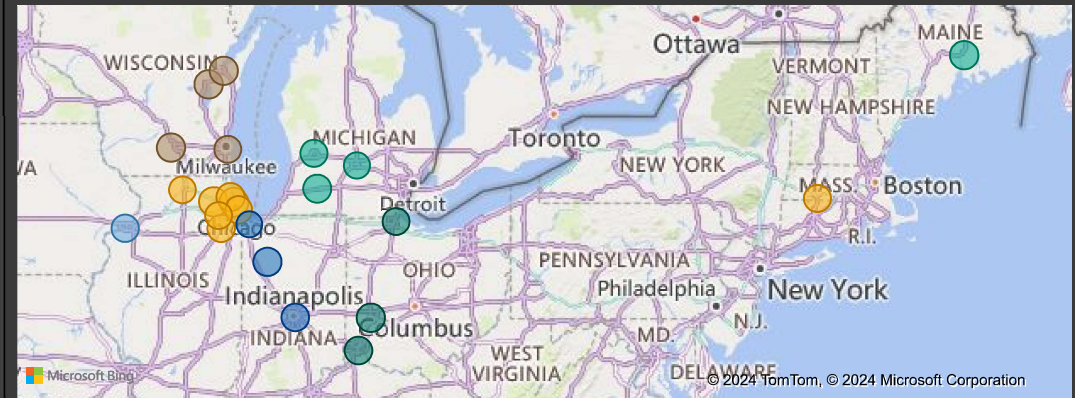 Ottawa
MAINE
WISCONSIN
VERMONT
NEW HAMPSHIRE
MICHIGAN
Toronto
Milwaukee
NEW YORK
WA
MASS.
Boston
Detroit
Chicago
R.I.
OHIO
PENNSYLVANIA
ILLINOIS
Indianapolis
Philadelphia
New York
Columbus
N.J.
INDIANA
MD.
WEST
VIRGINIA
DELAWARE
Microsoft Bing
© 2024 TomTom, © 2024 Microsoft Corporation